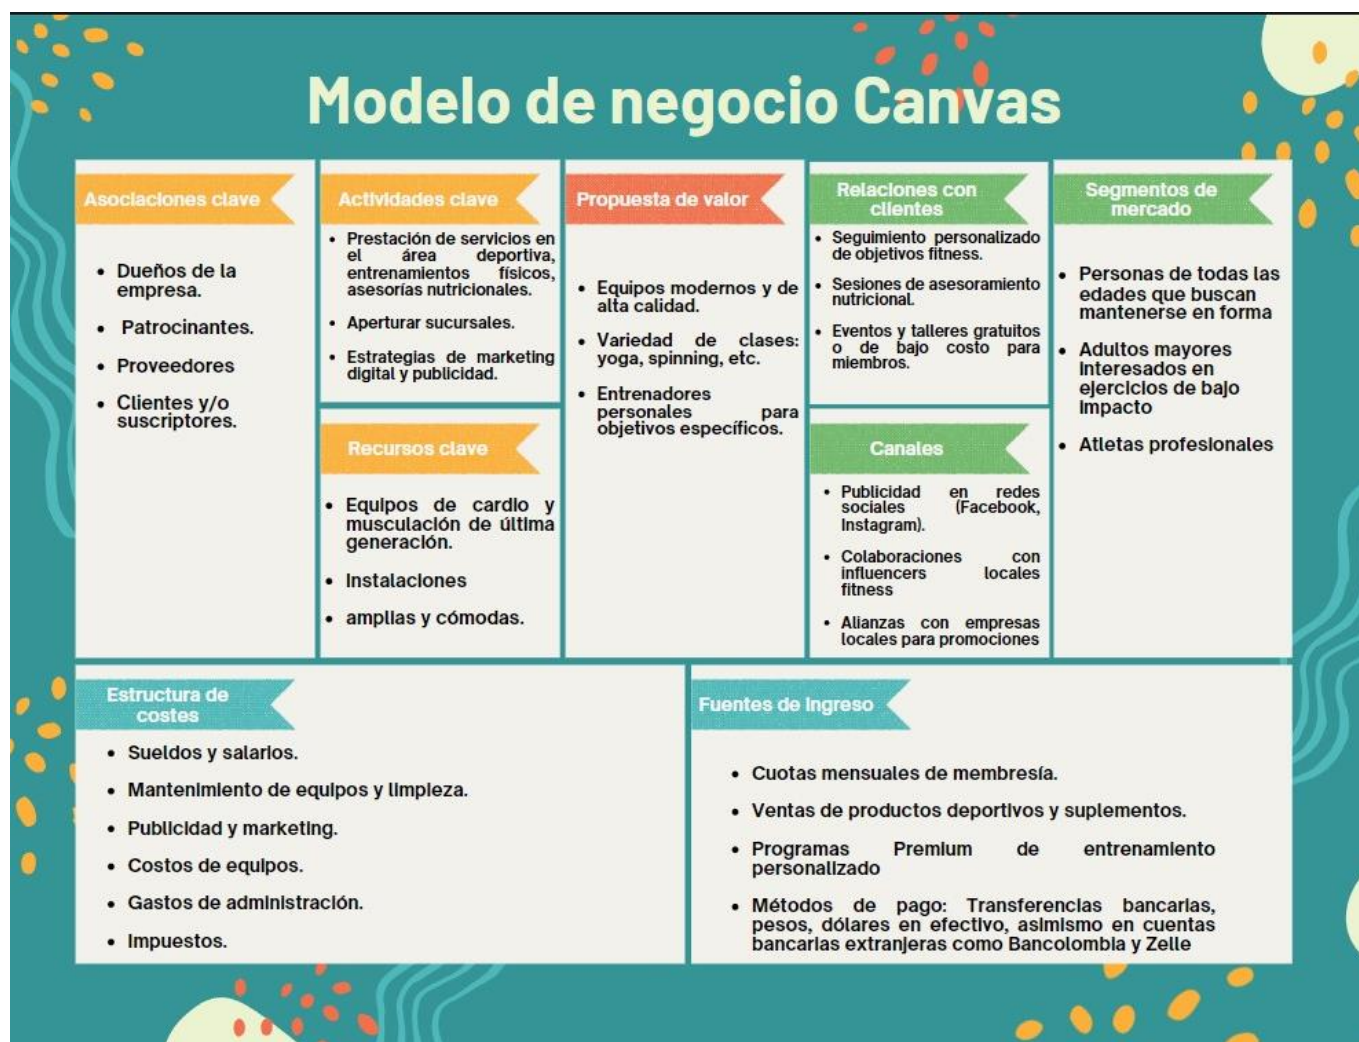 Modelo de negocio Canvas
Asociaciones clave
Dueños de la
empresa.
Patrocinantes.
Proveedores
Clientes y/o
suscriptores.
Actividades clave
Prestación de servicios en
el área deportiva,
entrenamientos físicos,
asesorías nutricionales.
Aperturar sucursales.
Estrategias de marketing
digital y publicidad.
Recursos clave
Equipos de cardio y
musculación de última
generación.
Instalaciones
amplias y cómodas.
Propuesta de valor
Equipos modernos y de
alta calidad.
Variedad de clases:
yoga, spinning, etc.
Entrenadores
personales para
objetivos específicos.
Relaciones con
clientes
Seguimiento personalizado
de objetivos fitness.
Sesiones de asesoramiento
nutricional.
Eventos y talleres gratuitos
o de bajo costo para
miembros.
Canales
Publicidad en redes
sociales (Facebook,
Instagram).
Colaboraciones con
influencers locales
fitness
Alianzas con empresas
locales para promociones
Segmentos de
mercado
Personas de todas las
edades que buscan
mantenerse en forma
Adultos mayores
interesados en
ejercicios de bajo
impacto
Atletas profesionales
Estructura de
costes
Sueldos y salarios.
Mantenimiento de equipos y limpieza.
Publicidad y marketing.
Costos de equipos.
Gastos de administración.
Impuestos.
Fuentes de ingreso
Cuotas mensuales de membresía.
Ventas de productos deportivos y suplementos.
Programas Premium de entrenamiento
personalizado
Métodos de pago: Transferencias bancarias,
pesos, dólares en efectivo, asimismo en cuentas
bancarias extranjeras como Bancolombia y Zelle